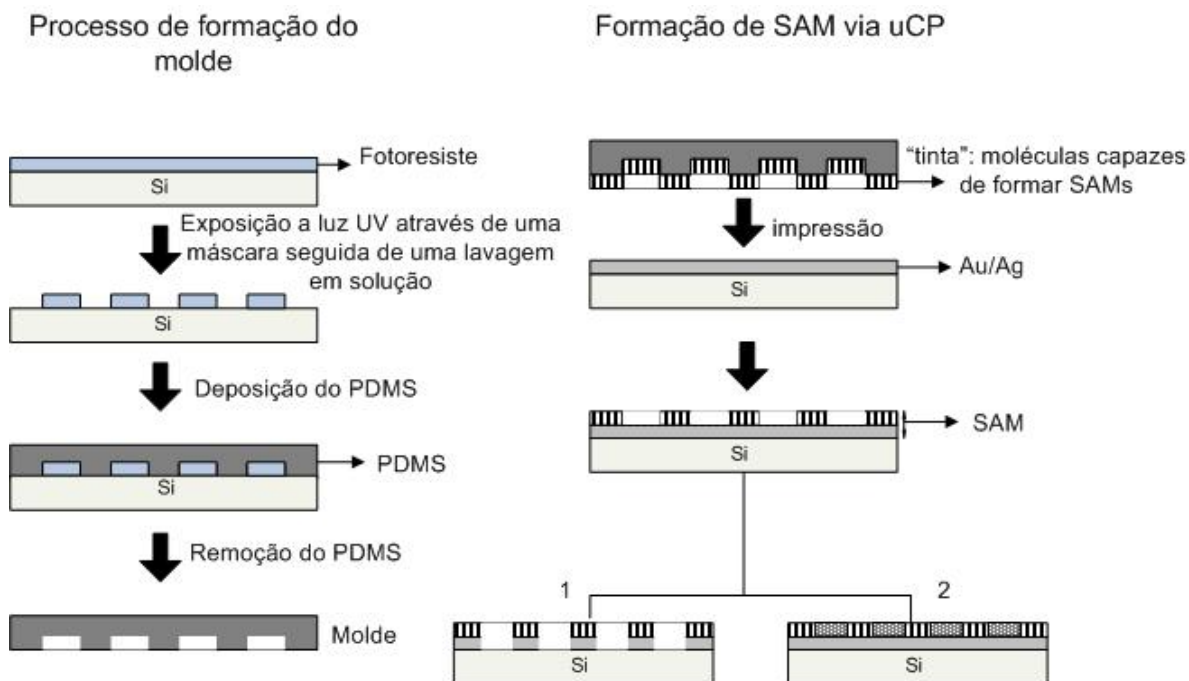 Processo de formação do
molde
Fotoresiste
Si
Exposição a luz UV através de uma
máscara seguida de uma lavagem
em solução
Si
Deposição do PDMS
PDMS
Si
Remoção do PDMS
Molde
Formação de SAM via uCP
“tinta”: moléculas capazes
de formar SAMs
impressão
Au/Ag
Si
SAM
Si
1
2
Si
Si